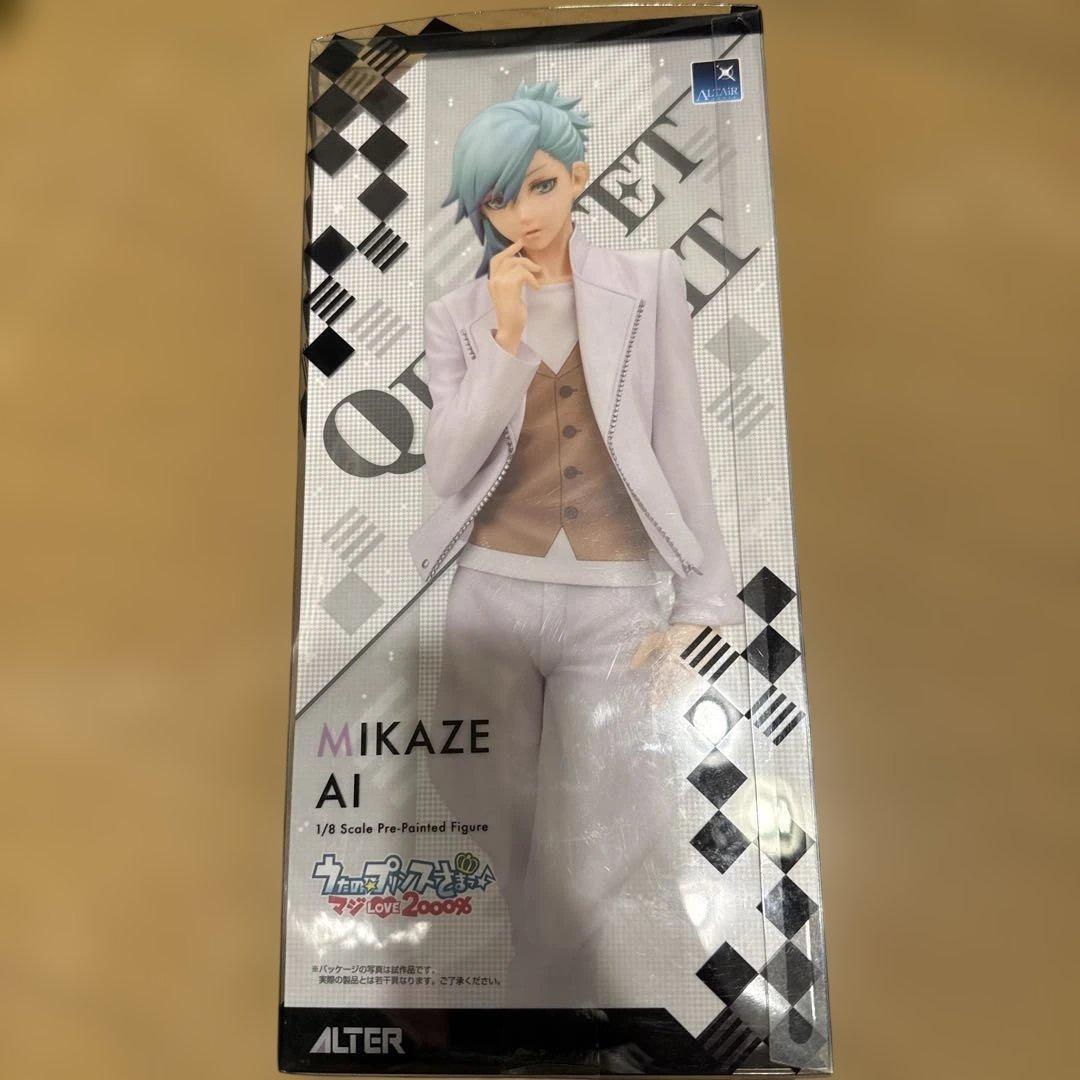 ALTAiR
QU TET
IT
MIKAZE
AI
1/8 Scale Pre-Painted Figure
うたの☆プリンスさまっ♪
マジLOVE2000%
※パッケージの写真は試作品です。
実際の製品とは若干異なります。ご了承ください。
ALTER